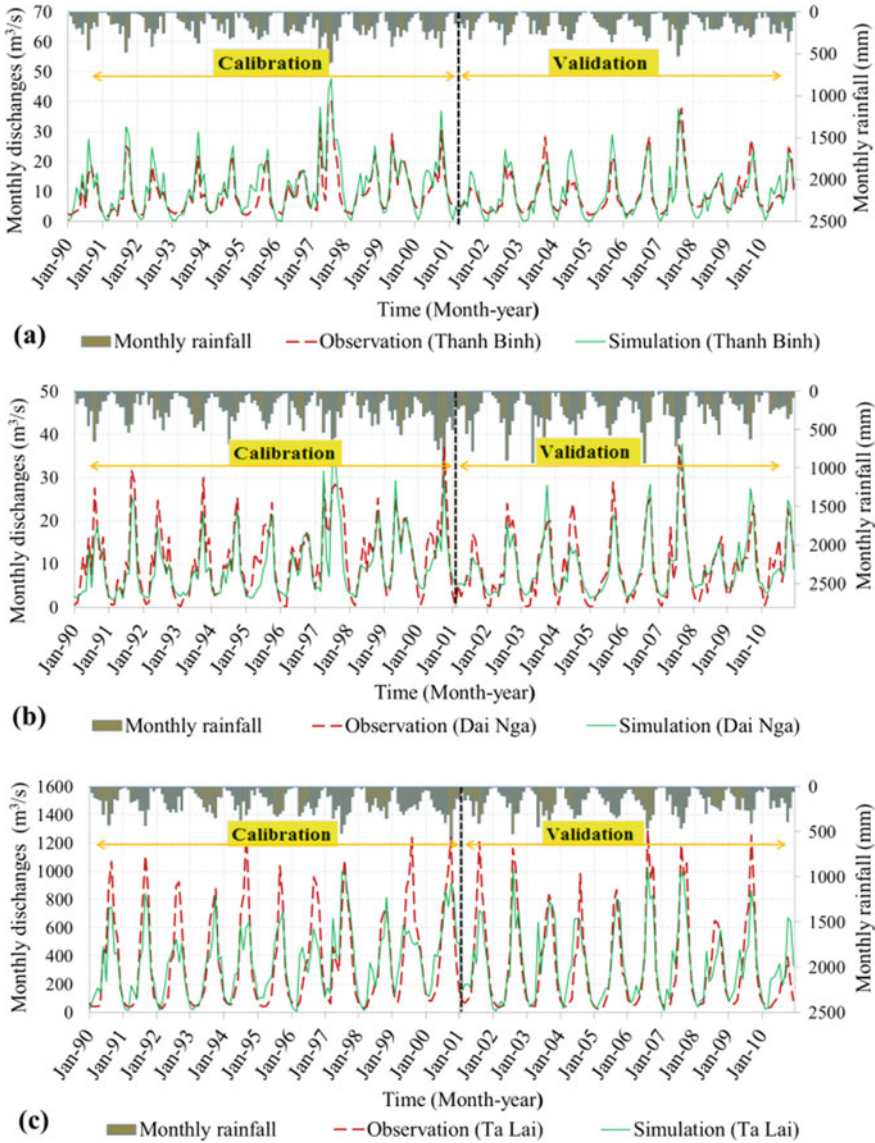 70
60
50
40
30
20
10
0
Monthly dischanges (m³/s)
Calibration
Validation
0
500
1000
1500
2000
2500
Monthly rainfall (mm)
Jan-90
Jan-91
Jan-92
Jan-93
Jan-94
Jan-95
Jan-96
Jan-97
Jan-98
Jan-99
Jan-00
Jan-01
Jan-02
Jan-03
Jan-04
Jan-05
Jan-06
Jan-07
Jan-08
Jan-09
Jan-10
Time (Month-year)
(a) Monthly rainfall Observation (Thanh Binh) Simulation (Thanh Binh)
50
40
30
20
10
0
Monthly discharges (m³/s)
Calibration
Validation
0
500
1000
1500
2000
2500
Monthly rainfall (mm)
Jan-90
Jan-91
Jan-92
Jan-93
Jan-94
Jan-95
Jan-96
Jan-97
Jan-98
Jan-99
Jan-00
Jan-01
Jan-02
Jan-03
Jan-04
Jan-05
Jan-06
Jan-07
Jan-08
Jan-09
Jan-10
Time (Month-year)
(b) Monthly rainfall Observation (Dai Nga) Simulation (Dai Nga)
1600
1400
1200
1000
800
600
400
200
0
Monthly discharges (m³/s)
Calibration
Validation
0
500
1000
1500
2000
2500
Monthly rainfall (mm)
Jan-90
Jan-91
Jan-92
Jan-93
Jan-94
Jan-95
Jan-96
Jan-97
Jan-98
Jan-99
Jan-00
Jan-01
Jan-02
Jan-03
Jan-04
Jan-05
Jan-06
Jan-07
Jan-08
Jan-09
Jan-10
Time (Month-year)
(c) Monthly rainfall Observation (Ta Lai) Simulation (Ta Lai)